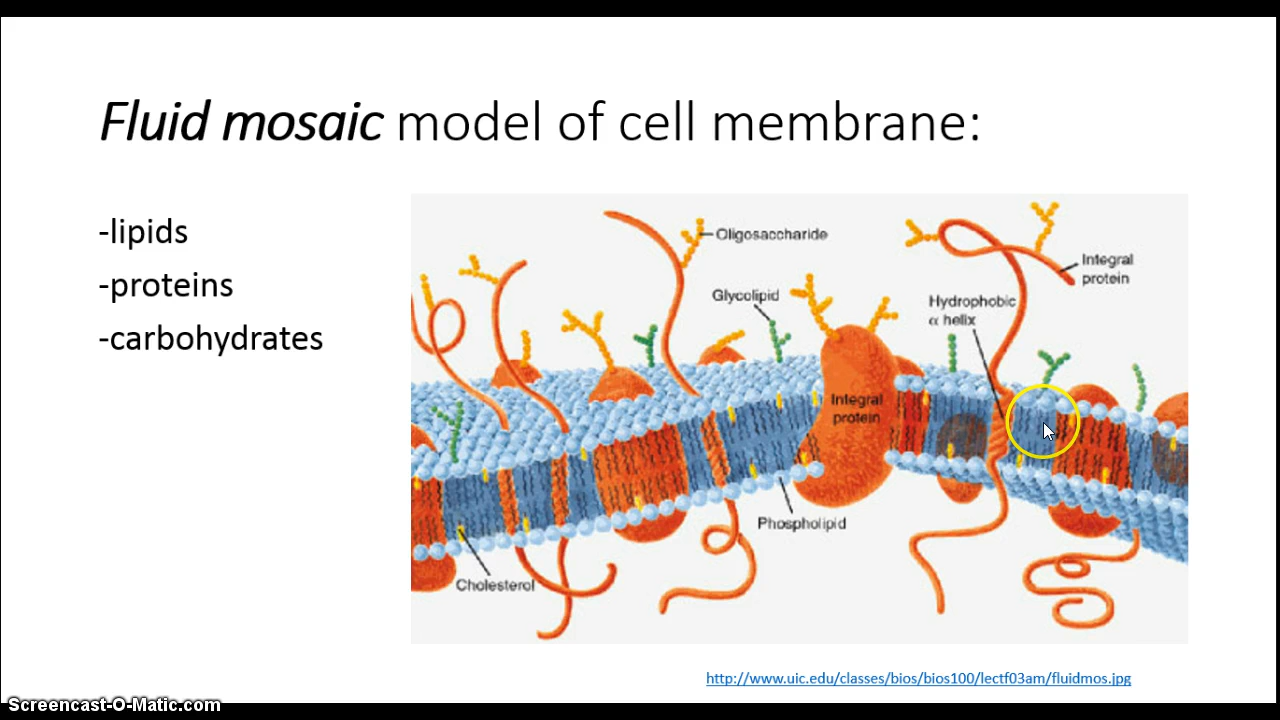 Fluid mosaic model of cell membrane:
-lipids
-proteins
-carbohydrates
Oligosaccharide
Integral
protein
Glycolipid
Hydrophobic
α helix
Integral
protein
Phospholipid
Cholesterol
http://www.uic.edu/classes/bios/bios100/lectf03am/fluidmos.jpg
Screencast-O-Matic.com